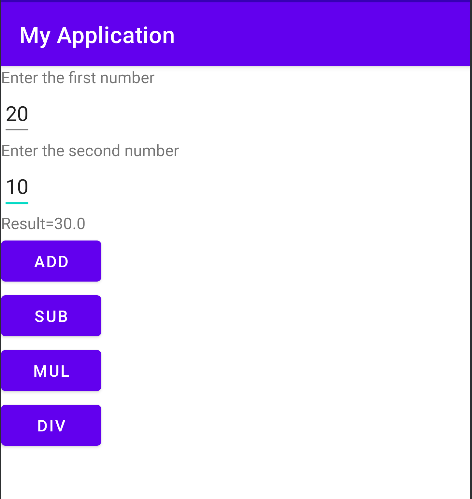 My Application
Enter the first number
20
Enter the second number
10
Result=30.0
ADD
SUB
MUL
DIV